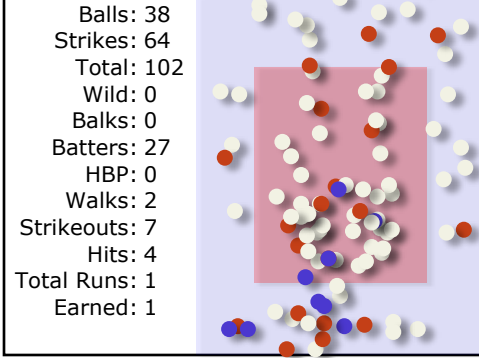 Balls: 38
Strikes: 64
Total: 102
Wild: 0
Balks: 0
Batters: 27
HBP: 0
Walks: 2
Strikeouts: 7
Hits: 4
Total Runs: 1
Earned: 1